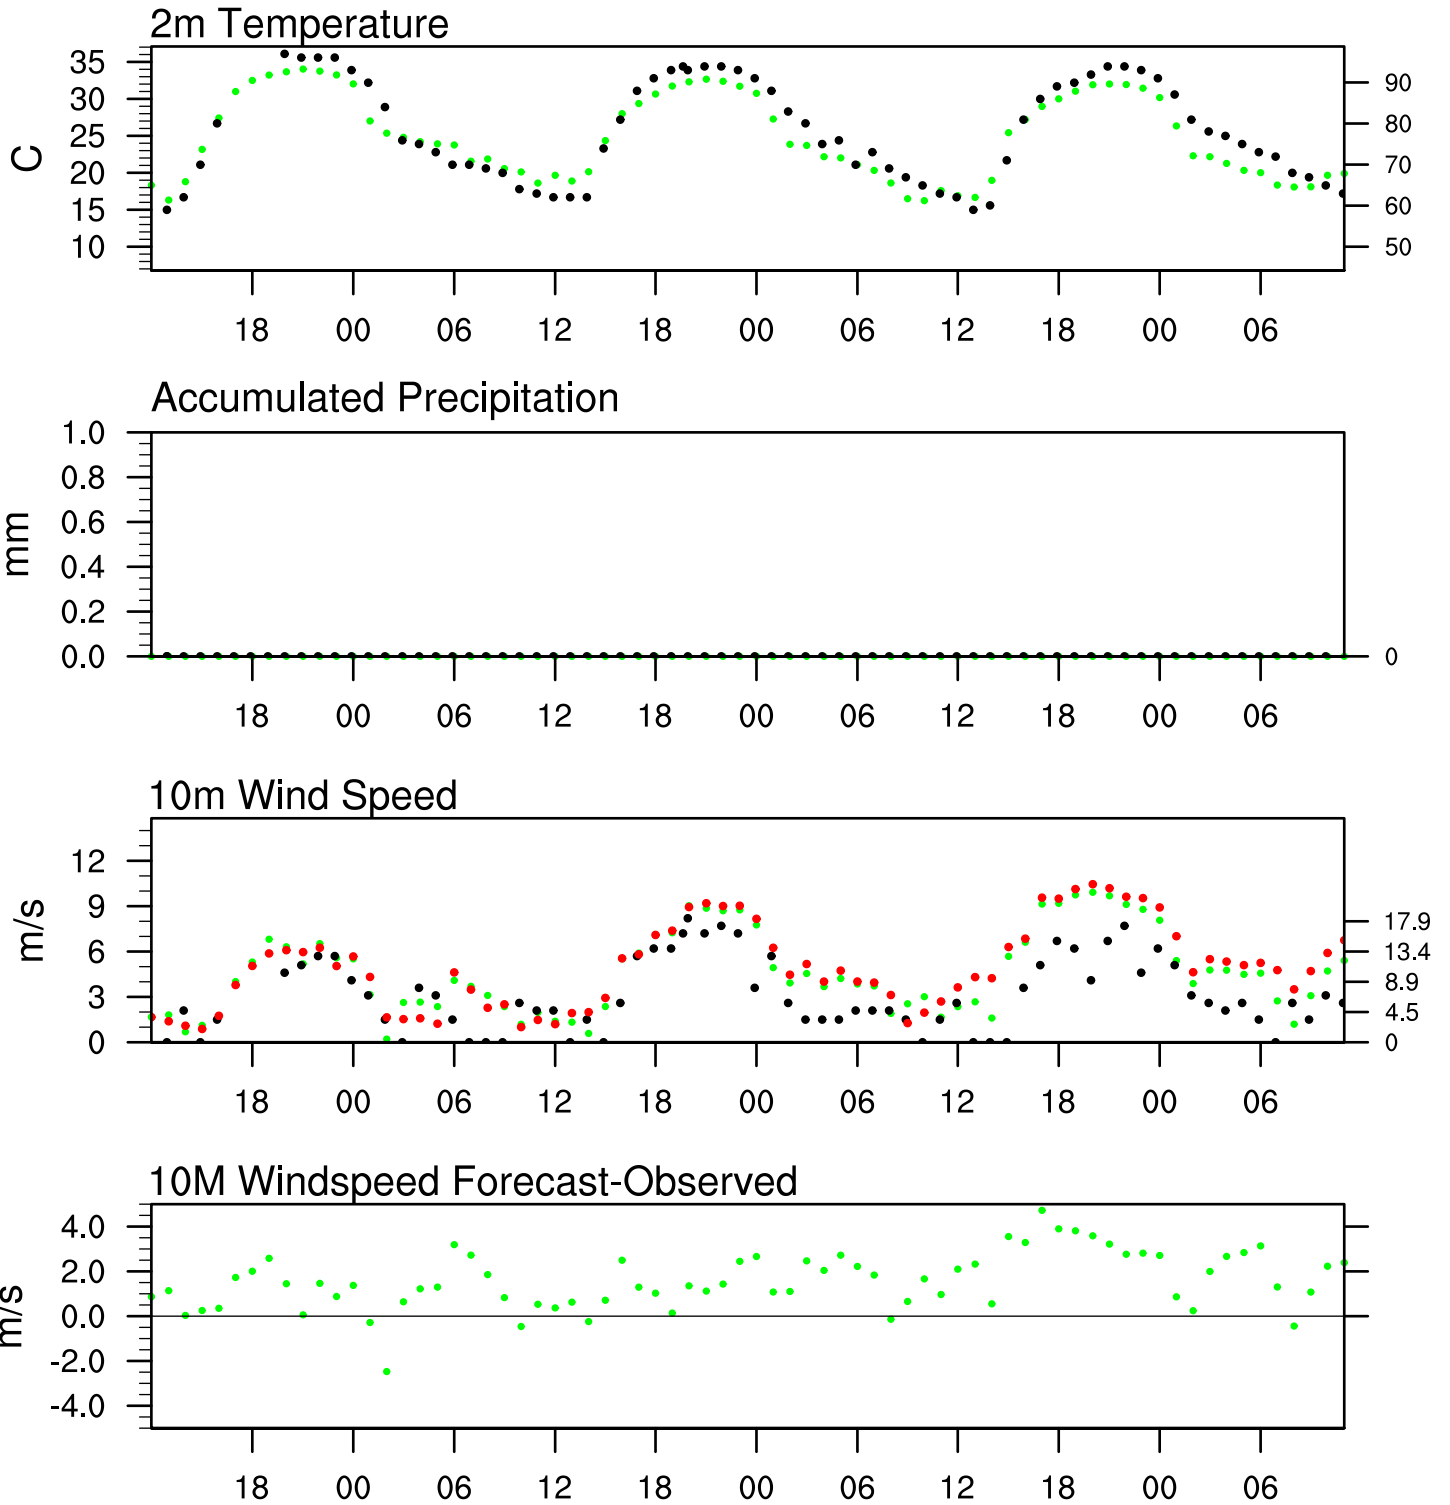 2m Temperature
35
30
25
20
15
10
C
90
80
70
60
50
18 00 06 12 18 00 06 12 18 00 06
Accumulated Precipitation
1.0
0.8
0.6
0.4
0.2
0.0
mm
0
18 00 06 12 18 00 06 12 18 00 06
10m Wind Speed
12
9
6
3
0
m/s
17.9
13.4
8.9
4.5
0
18 00 06 12 18 00 06 12 18 00 06
10M Windspeed Forecast-Observed
4.0
2.0
0.0
-2.0
-4.0
m/s
18 00 06 12 18 00 06 12 18 00 06